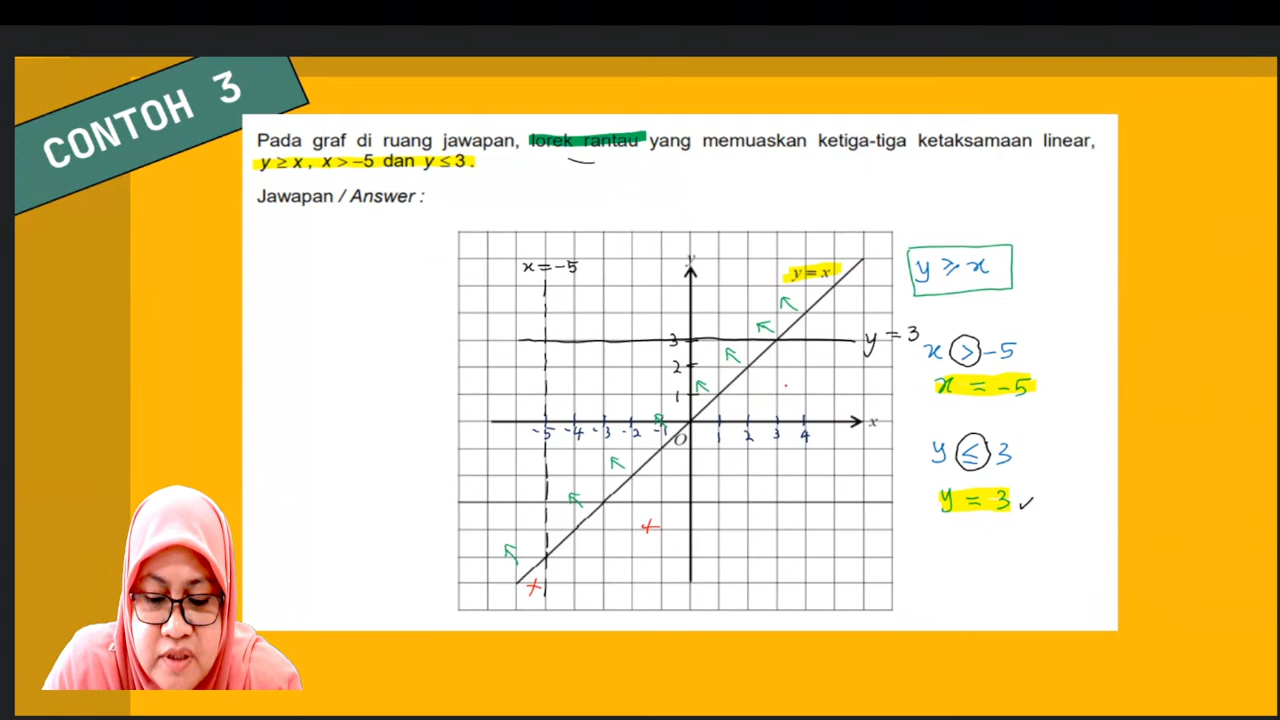 CONTOH 3
Pada graf di ruang jawapan, lorek rantau yang memuaskan ketiga-tiga ketaksamaan linear,
y ≥ x, x > –5 dan y ≤ 3.
Jawapan / Answer :
x = -5
y
y = x
y ≥ x
y = 3
3
x > -5
2
x = -5
1
x
-5 -4 -3 -2 -1 O 1 2 3 4
y ≤ 3
y = 3 ✓